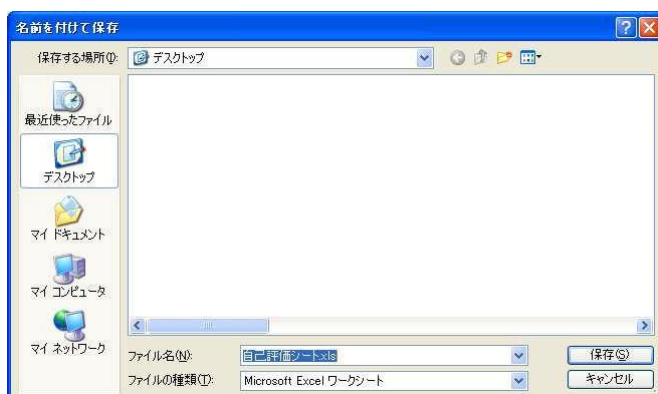 名前を付けて保存
保存する場所(I):
デスクトップ
最近使ったファイル
デスクトップ
マイ ドキュメント
マイ コンピュータ
マイ ネットワーク
ファイル名(N):
自己評価シート.xls
保存(S)
ファイルの種類(T):
Microsoft Excel ワークシート
キャンセル